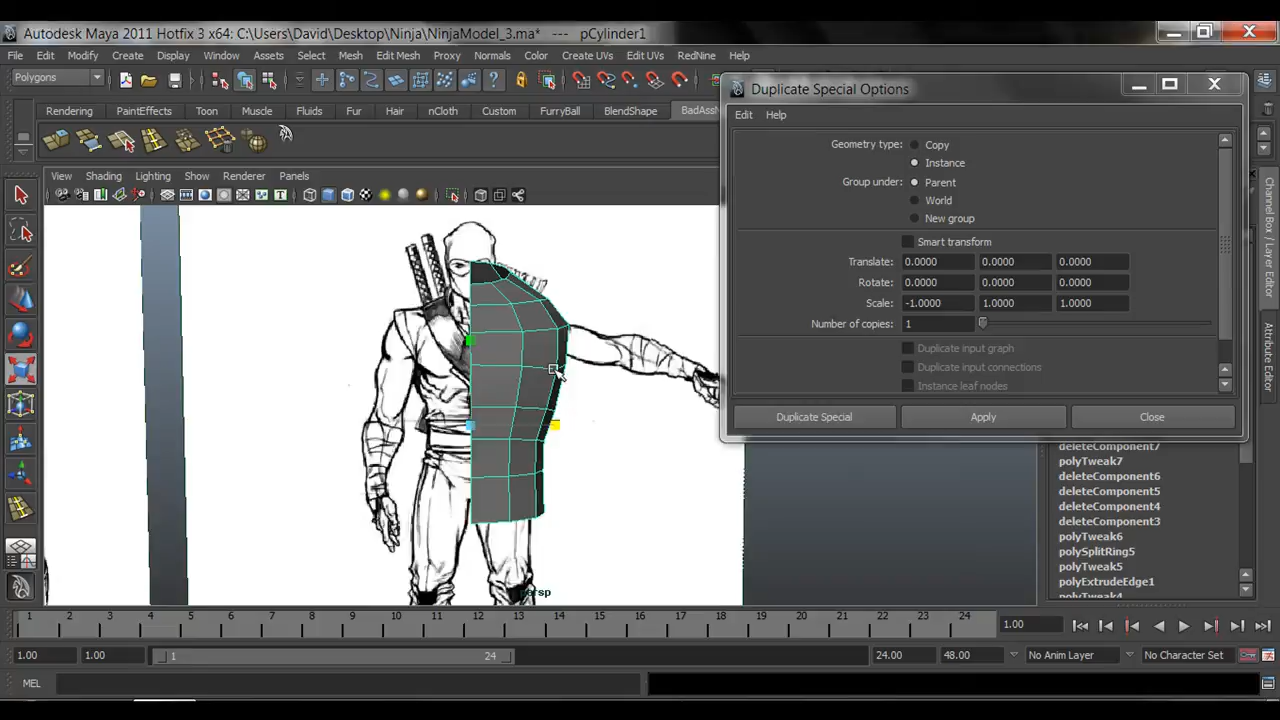 Autodesk Maya 2011 Hotfix 3 x64: C:\Users\David\Desktop\Ninja\NinjaModel_3.ma* --- pCylinder1
File Edit Modify Create Display Window Assets Select Mesh Edit Mesh Proxy Normals Color Create UVs Edit UVs RedNine Help
Polygons
Rendering PaintEffects Toon Muscle Fluids Fur Hair nCloth Custom FurryBall BlendShape
View Shading Lighting Show Renderer Panels
Duplicate Special Options
Edit Help
Geometry type: Copy
Instance
Group under: Parent
World
New group
Smart transform
Translate: 0.0000 0.0000 0.0000
Rotate: 0.0000 0.0000 0.0000
Scale: -1.0000 1.0000 1.0000
Number of copies: 1
Duplicate input graph
Duplicate input connections
Instance leaf nodes
Duplicate Special Apply Close
Channel Box / Layer Editor
Attribute Editor
deleteComponent7
polyTweak7
deleteComponent6
deleteComponent5
deleteComponent4
deleteComponent3
polyTweak6
polySplitRing5
polyTweak5
polyExtrudeEdge1
polyTweak4
persp
1 2 3 4 5 6 7 8 9 10 11 12 13 14 15 16 17 18 19 20 21 22 23 24 1.00
1.00 1.00 1 24 24.00 48.00 No Anim Layer No Character Set
MEL